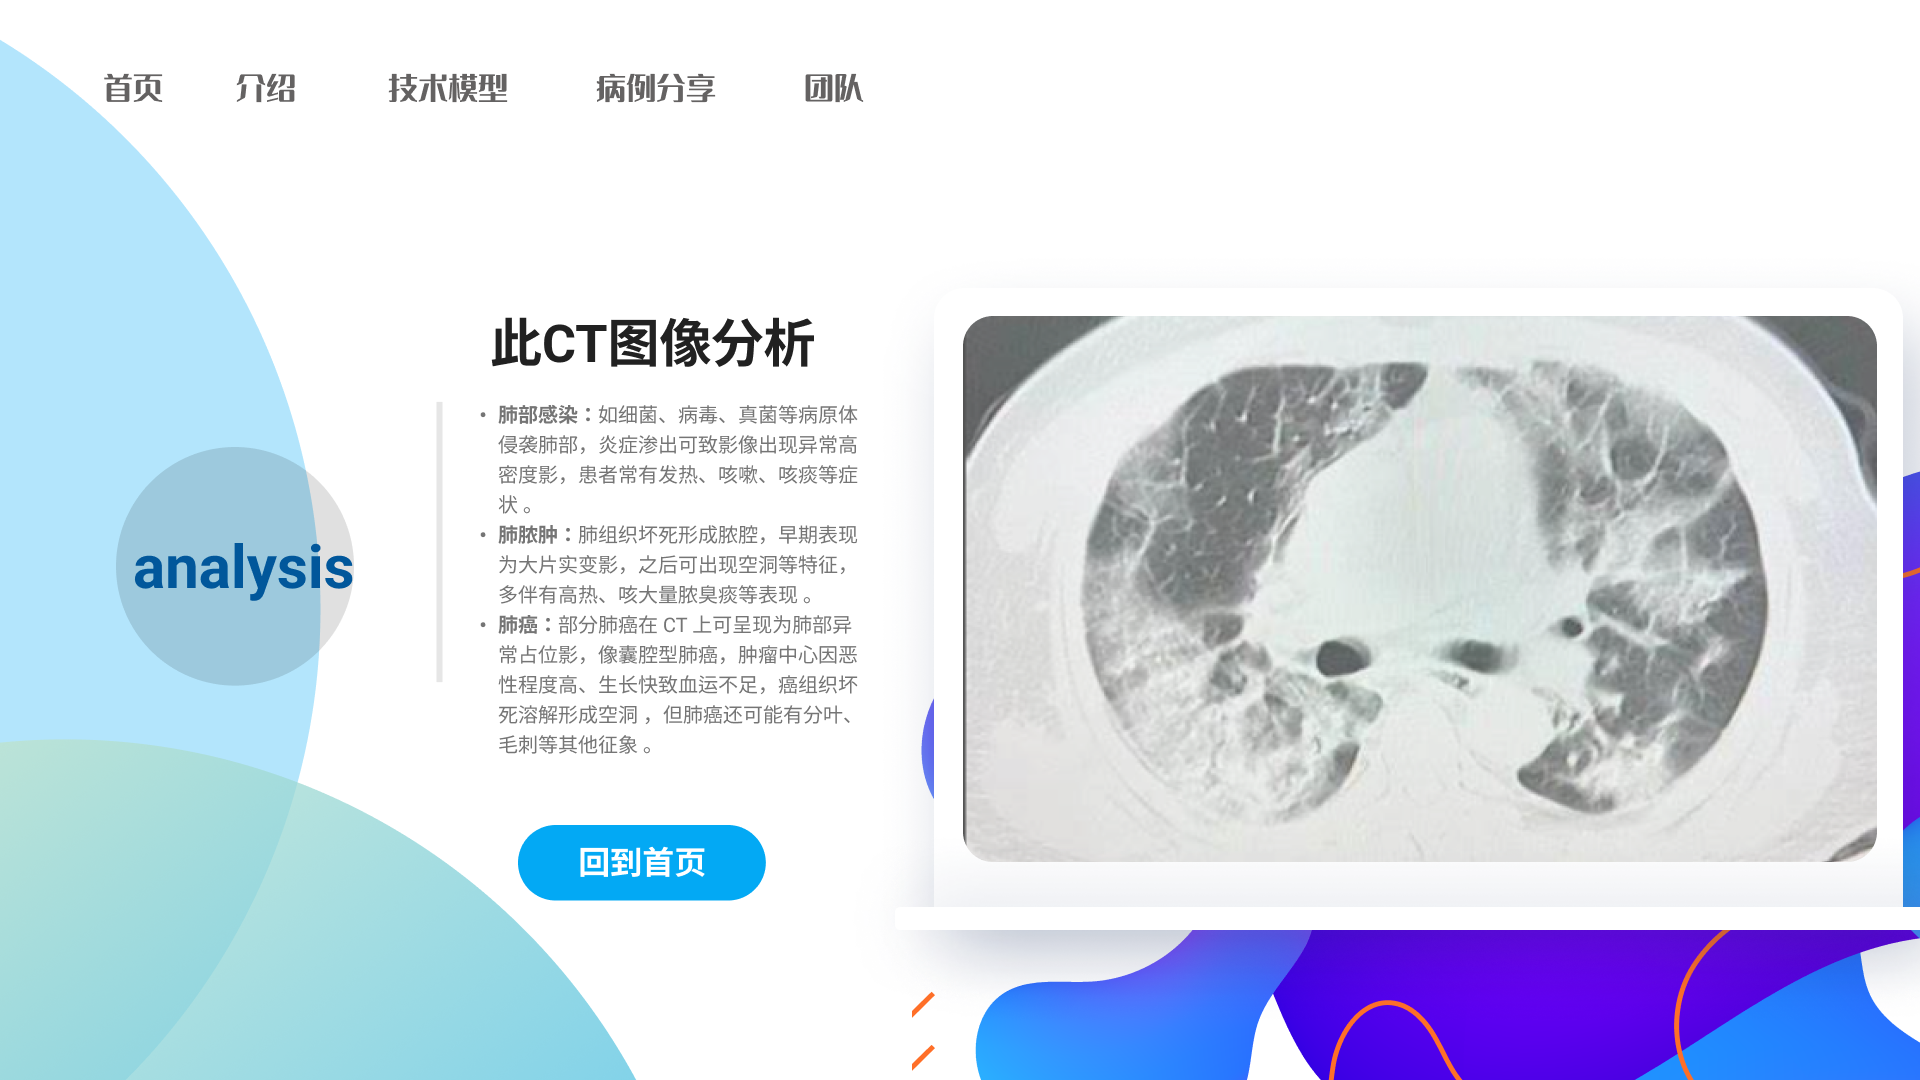 首页 介绍 技术模型 病例分享 团队
此CT图像分析
analysis
• 肺部感染：如细菌、病毒、真菌等病原体
侵袭肺部，炎症渗出可致影像出现异常高
密度影，患者常有发热、咳嗽、咳痰等症
状 。
• 肺脓肿：肺组织坏死形成脓腔，早期表现
为大片实变影，之后可出现空洞等特征，
多伴有高热、咳大量脓臭痰等表现 。
• 肺癌：部分肺癌在 CT 上可呈现为肺部异
常占位影，像囊腔型肺癌，肿瘤中心因恶
性程度高、生长快致血运不足，癌组织坏
死溶解形成空洞 ，但肺癌还可能有分叶、
毛刺等其他征象 。
回到首页